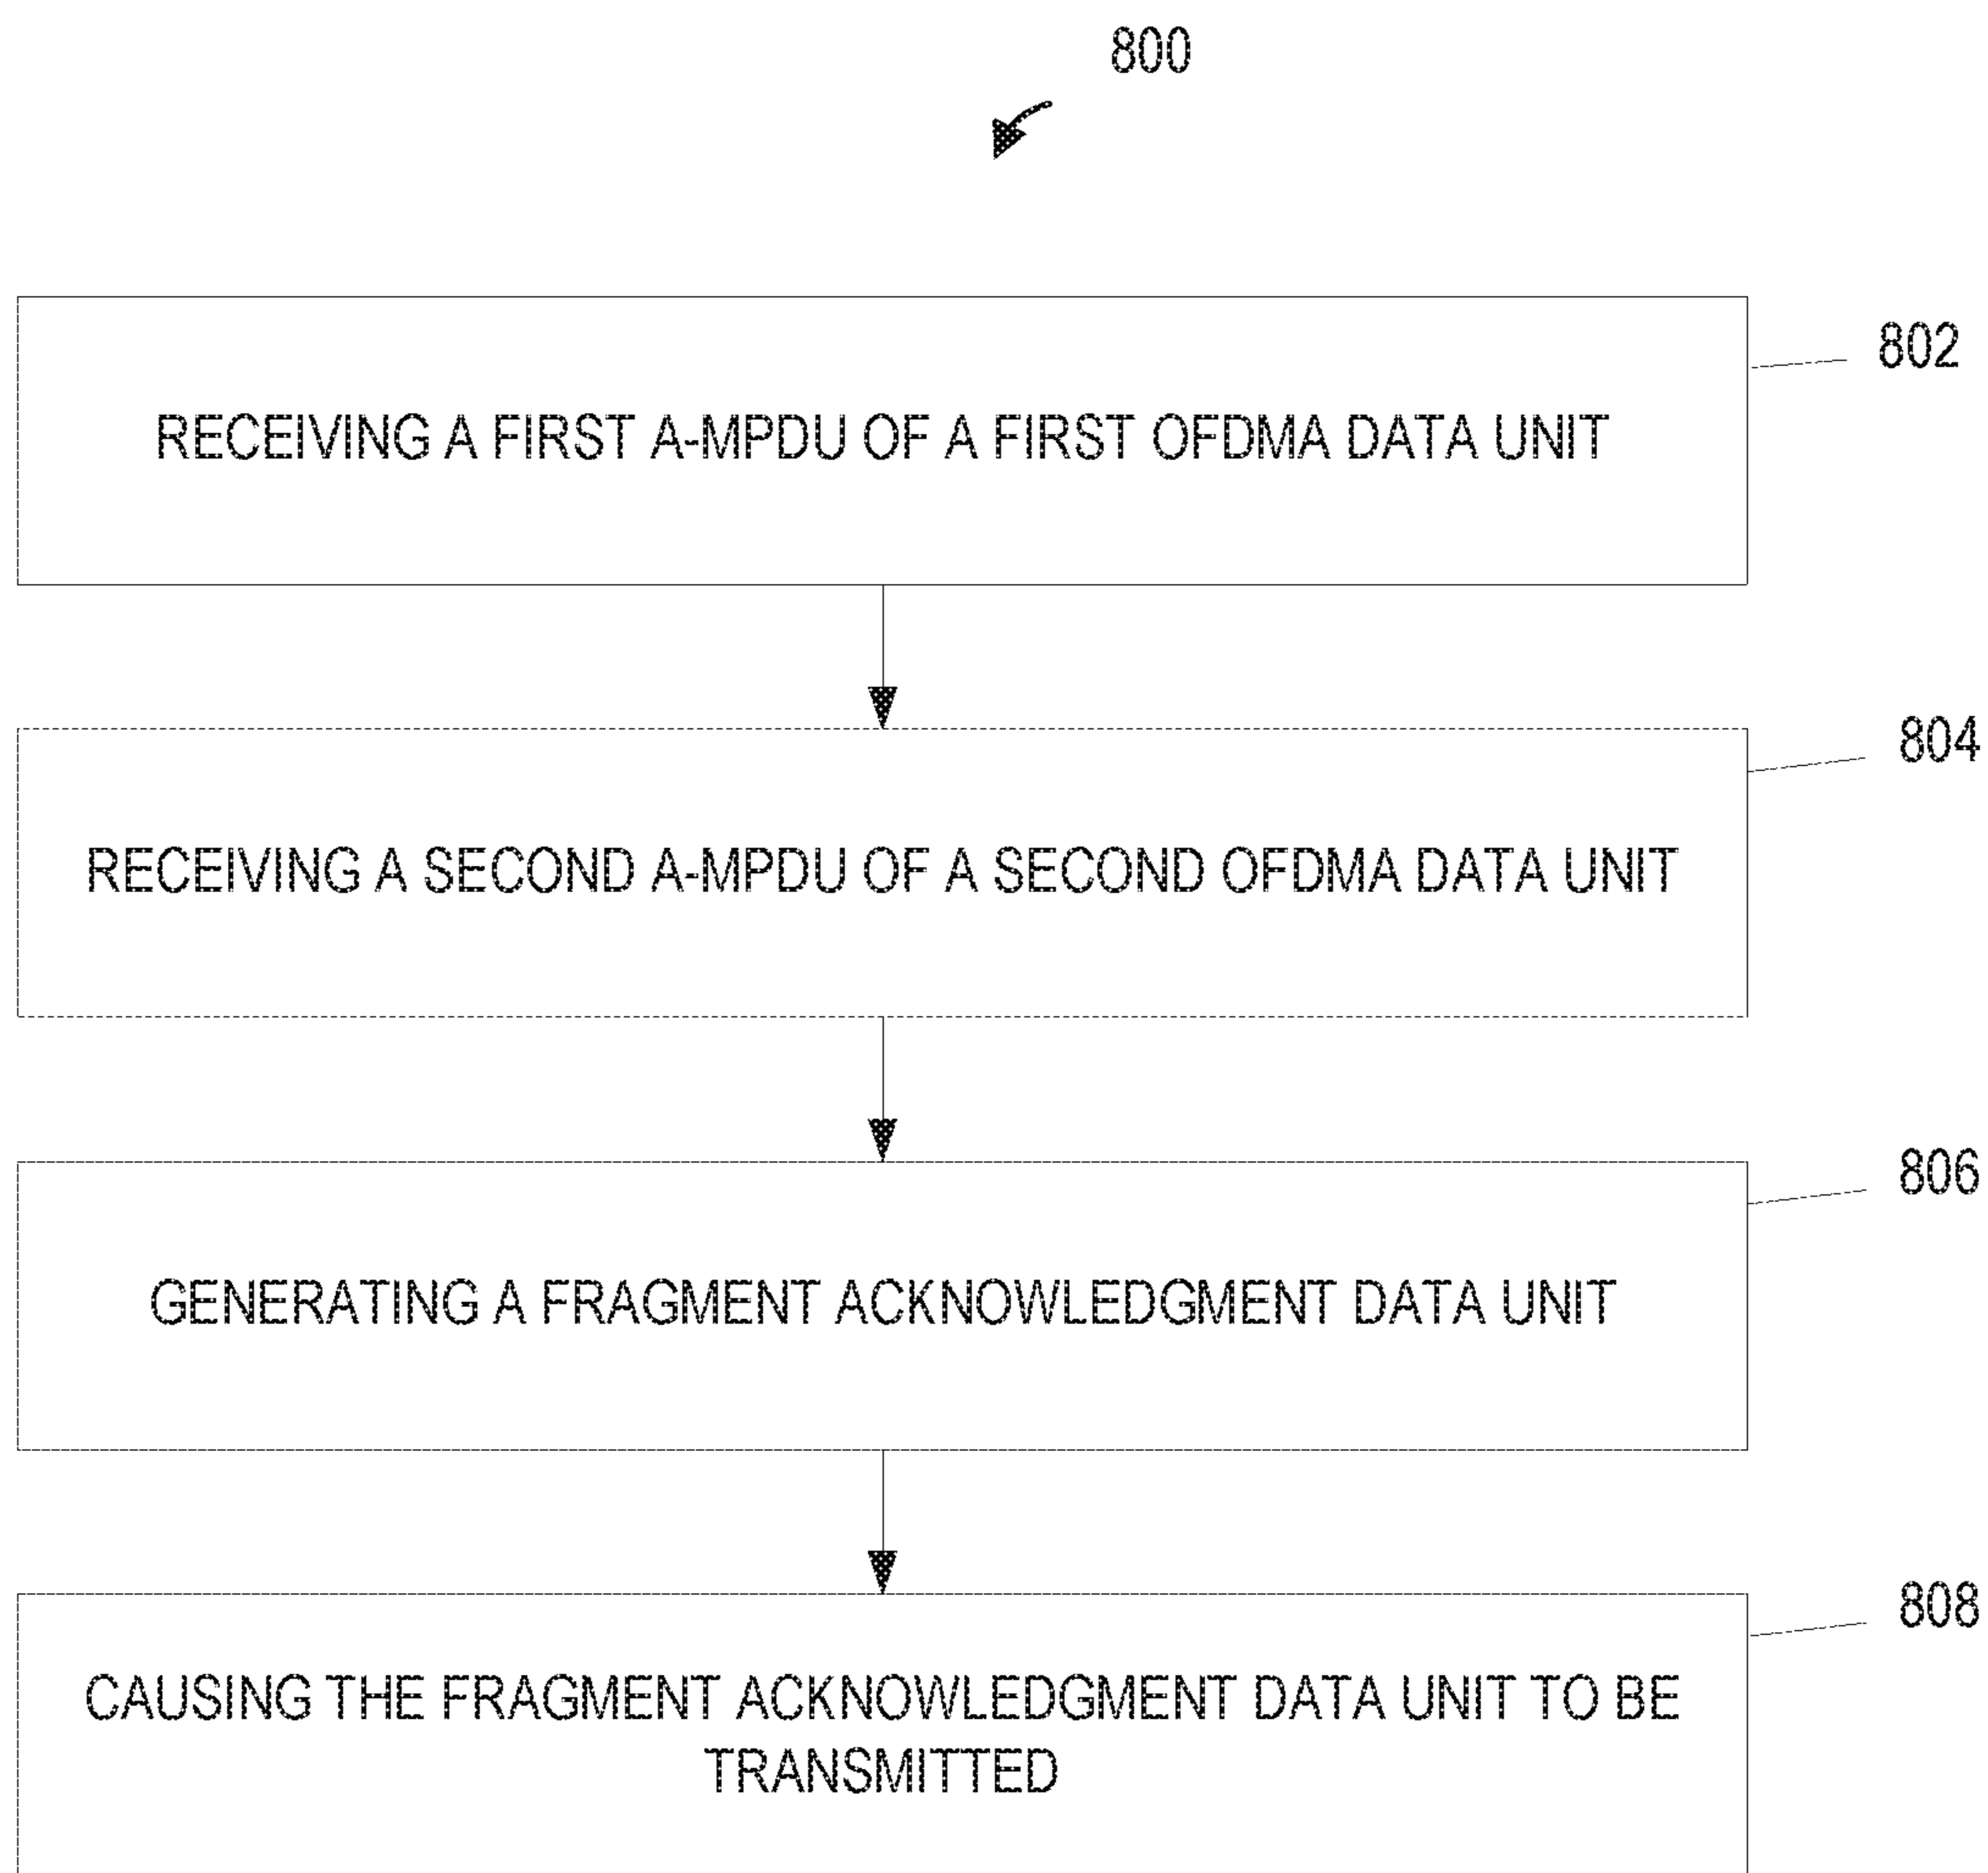 800
802
RECEIVING A FIRST A-MPDU OF A FIRST OFDMA DATA UNIT
804
RECEIVING A SECOND A-MPDU OF A SECOND OFDMA DATA UNIT
806
GENERATING A FRAGMENT ACKNOWLEDGMENT DATA UNIT
808
CAUSING THE FRAGMENT ACKNOWLEDGMENT DATA UNIT TO BE
TRANSMITTED